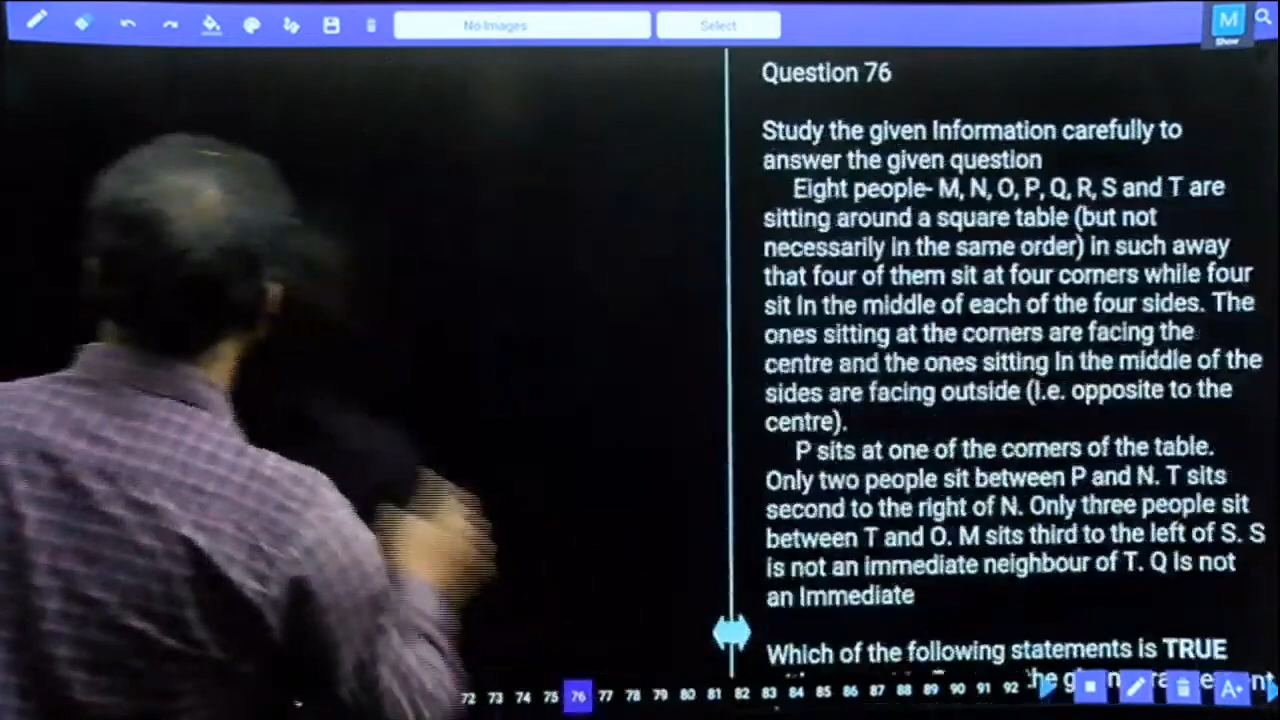 No Images
Select
M
Show
Question 76
Study the given Information carefully to
answer the given question
Eight people- M, N, O, P, Q, R, S and T are
sitting around a square table (but not
necessarily In the same order) in such away
that four of them sit at four corners while four
sit In the middle of each of the four sides. The
ones sitting at the corners are facing the
centre and the ones sitting In the middle of the
sides are facing outside (I.e. opposite to the
centre).
P sits at one of the corners of the table.
Only two people sit between P and N. T sits
second to the right of N. Only three people sit
between T and O. M sits third to the left of S. S
is not an immediate neighbour of T. Q Is not
an Immediate
Which of the following statements is TRUE
72 73 74 75 76 77 78 79 80 81 82 83 84 85 86 87 88 89 90 91 92
A+